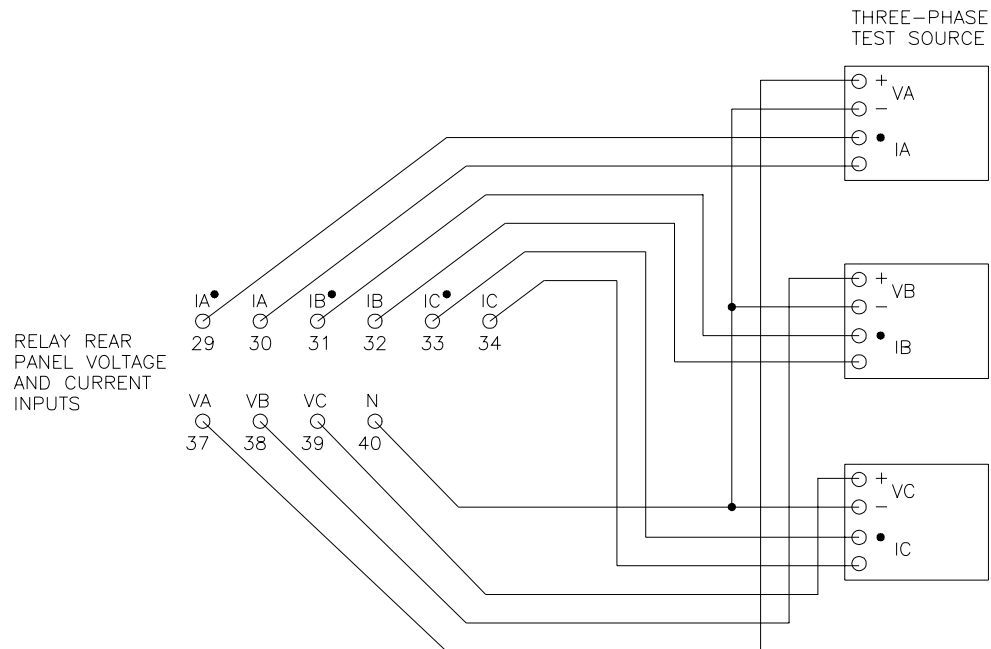 THREE-PHASE
TEST SOURCE
+
VA
−
IA
IA IA IB IB IC IC
29 30 31 32 33 34
+
VB
−
IB
RELAY REAR
PANEL VOLTAGE
AND CURRENT
INPUTS
VA VB VC N
37 38 39 40
+
VC
−
IC